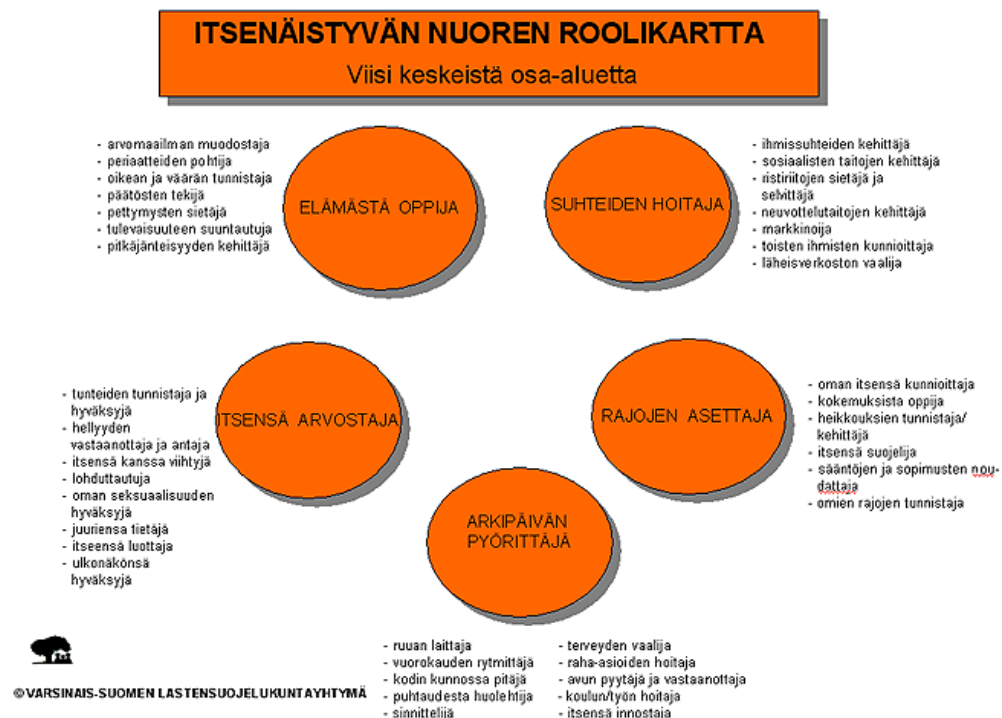 ITSENÄISTYVÄN NUOREN ROOLIKARTTA
Viisi keskeistä osa-aluetta
- arvomaailman muodostaja
- periaatteiden pohtija
- oikean ja väärän tunnistaja
- päätösten tekijä
- pettymysten sietäjä
- tulevaisuuteen suuntautuja
- pitkäjänteisyyden kehittäjä
ELÄMÄSTÄ OPPIJA
SUHTEIDEN HOITAJA
- ihmissuhteiden kehittäjä
- sosiaalisten taitojen kehittäjä
- ristiriitojen sietäjä ja
selvittäjä
- neuvottelutaitojen kehittäjä
- markkinoija
- toisten ihmisten kunnioittaja
- läheisverkoston vaalija
- tunteiden tunnistaja ja
hyväksyjä
- hellyyden
vastaanottaja ja antaja
- itsensä kanssa viihtyjä
- lohduttautuja
- oman seksuaalisuuden
hyväksyjä
- juuriensa tietäjä
- itseensä luottaja
- ulkonäkönsä
hyväksyjä
ITSENSÄ ARVOSTAJA
RAJOJEN ASETTAJA
- oman itsensä kunnioittaja
- kokemuksista oppija
- heikkouksien tunnistaja/
kehittäjä
- itsensä suojelija
- sääntöjen ja sopimusten nou-
dattaja
- omien rajojen tunnistaja
ARKIPÄIVÄN
PYÖRITTÄJÄ
- ruuan laittaja
- vuorokauden rytmittäjä
- kodin kunnossa pitäjä
- puhtaudesta huolehtija
- sinnittelijä
- terveyden vaalija
- raha-asioiden hoitaja
- avun pyytäjä ja vastaanottaja
- koulun/työn hoitaja
- itsensä innostaja
©VARSINAIS-SUOMEN LASTENSUOJELUKUNTAYHTYMÄ